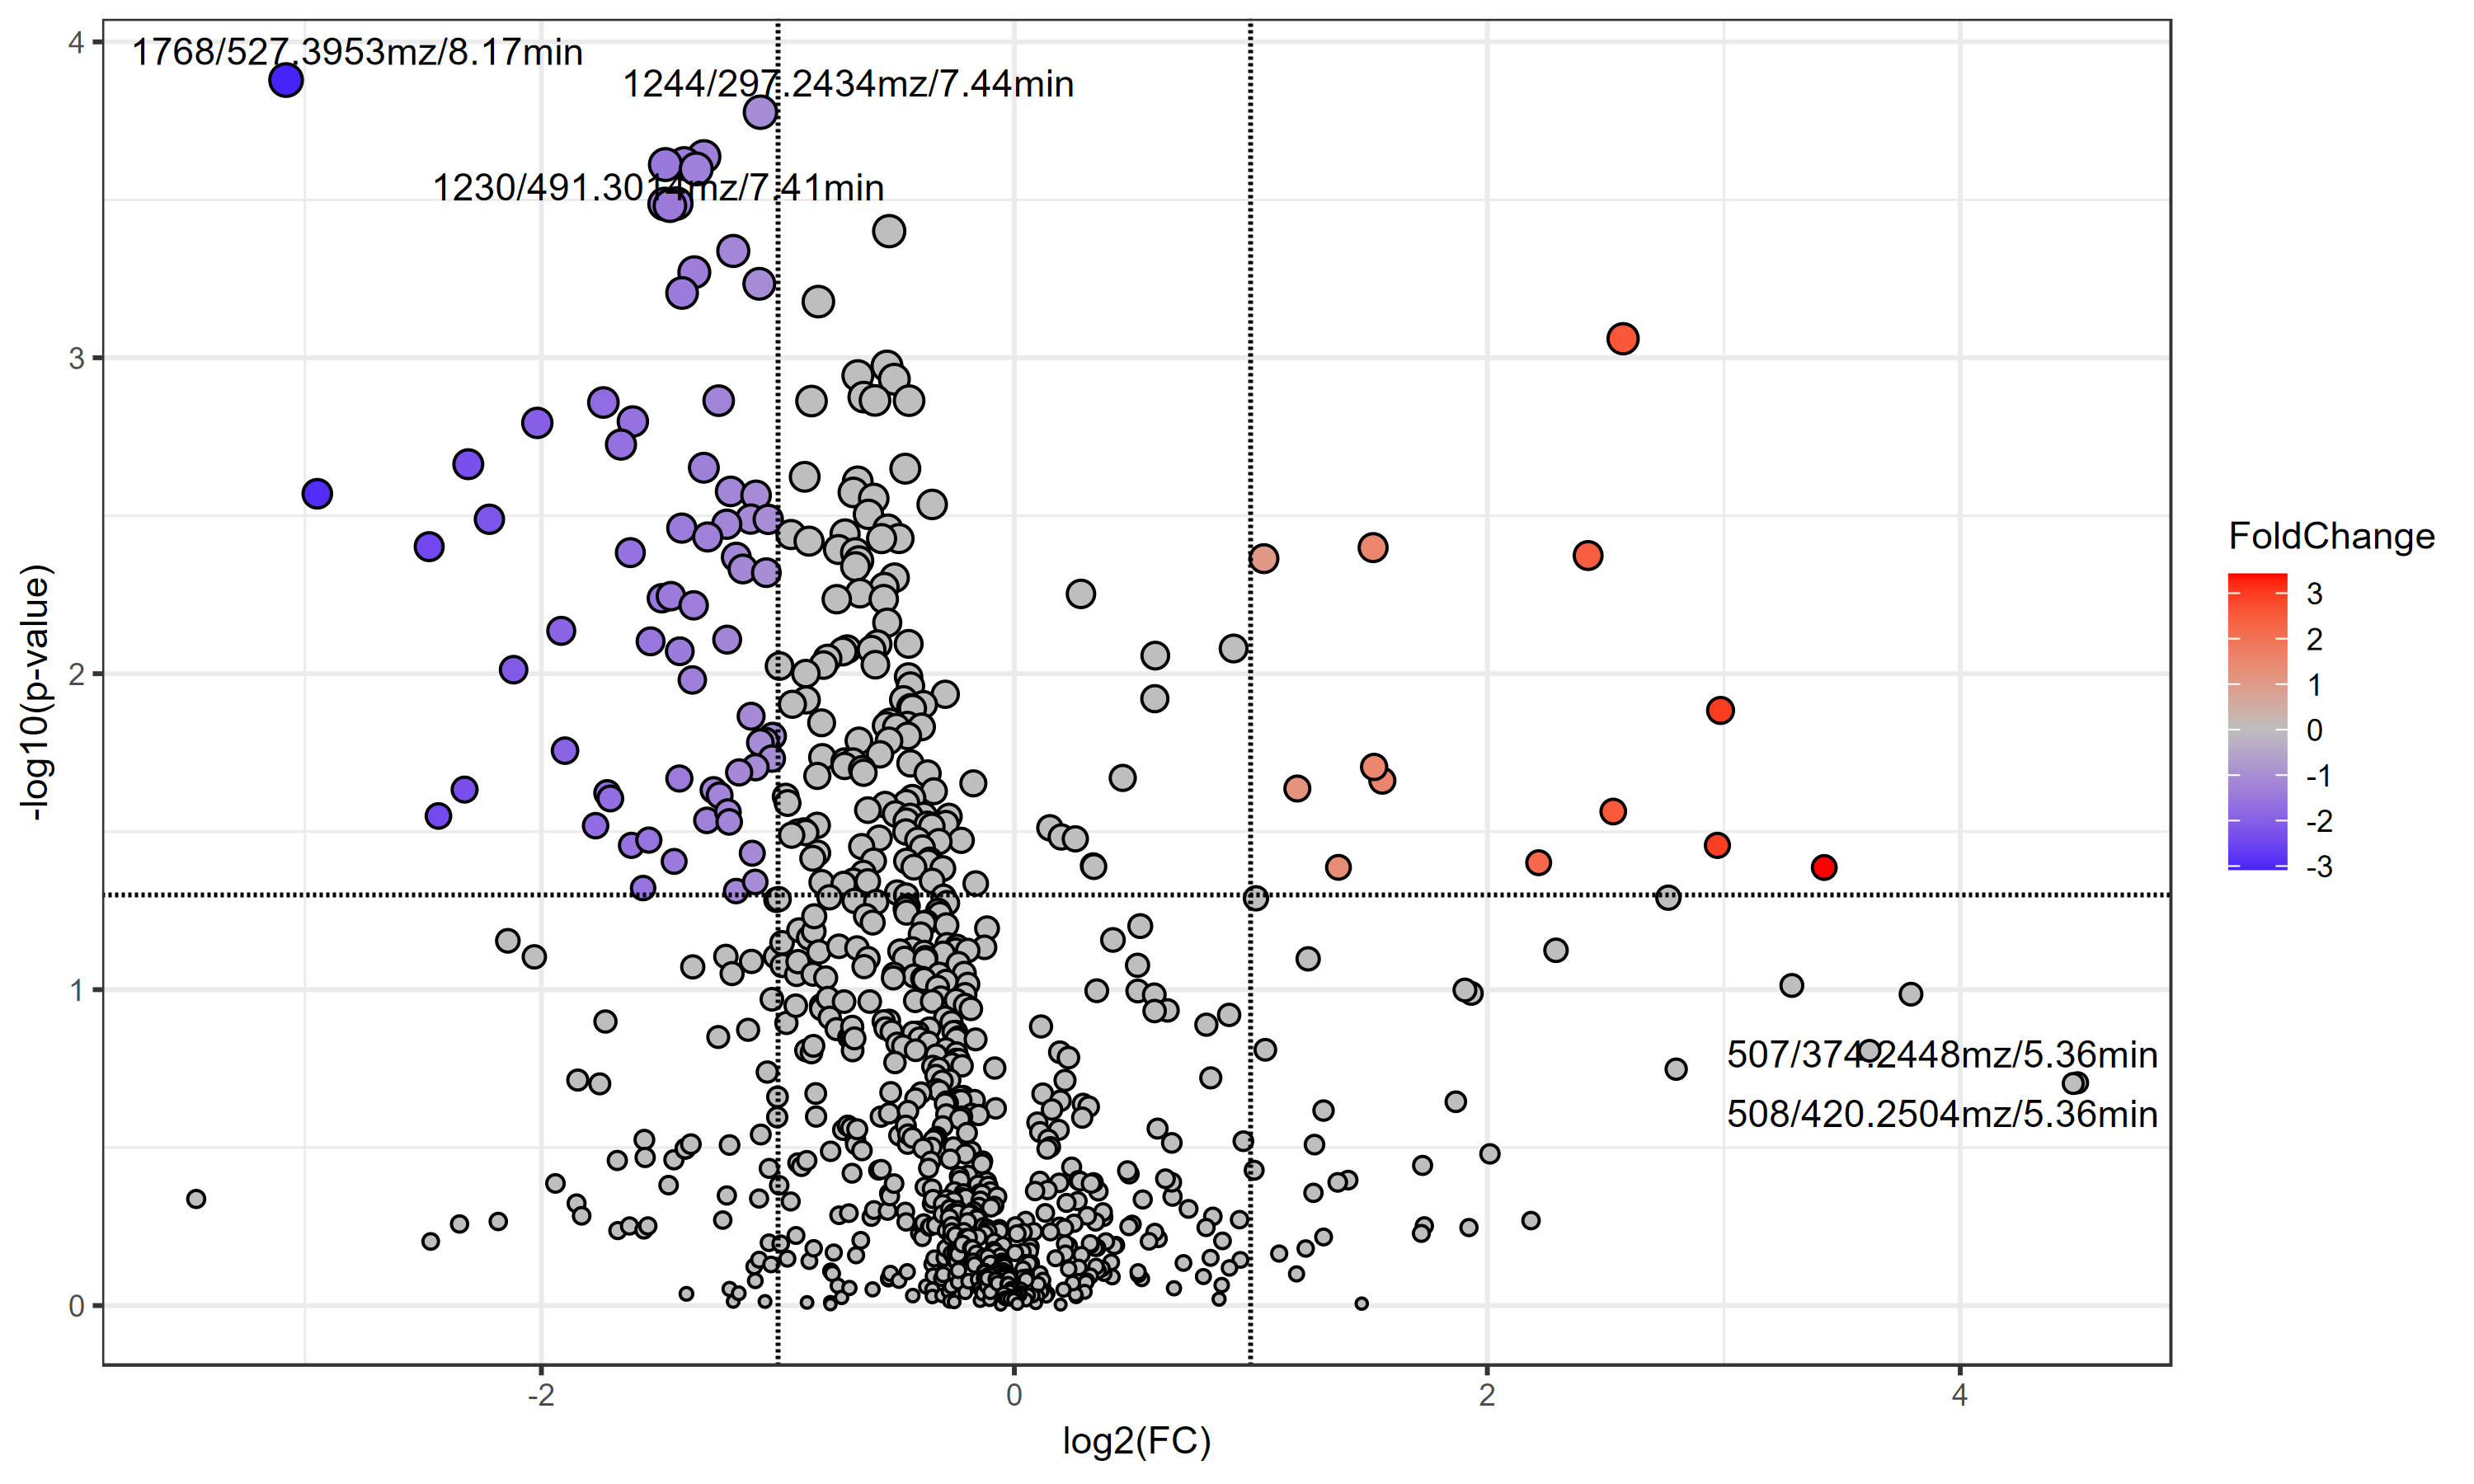 1768/527.3953mz/8.17min
1244/297.2434mz/7.44min
1230/491.3014mz/7.41min
507/374.2448mz/5.36min
508/420.2504mz/5.36min
4
3
2
1
0
-log10(p-value)
-2
0
2
4
log2(FC)
FoldChange
3
2
1
0
-1
-2
-3